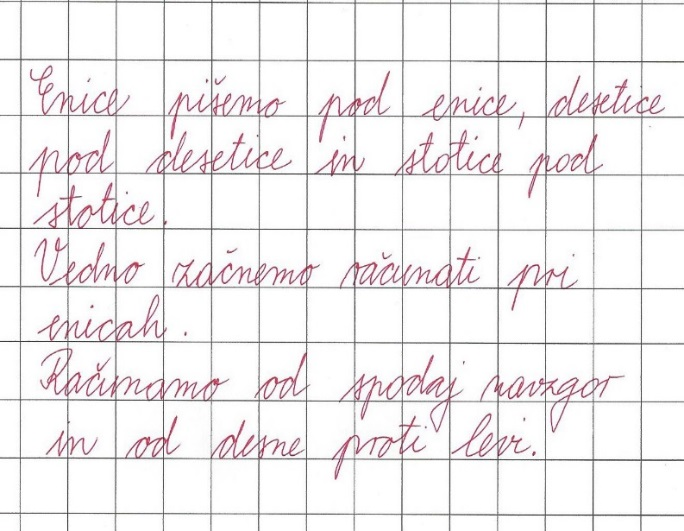 Enice pišemo pod enice, desetice
pod desetice in stotice pod
stotice.
Vedno začnemo računati pri
enicah.
Računamo od spodaj navzgor
in od desne proti levi.